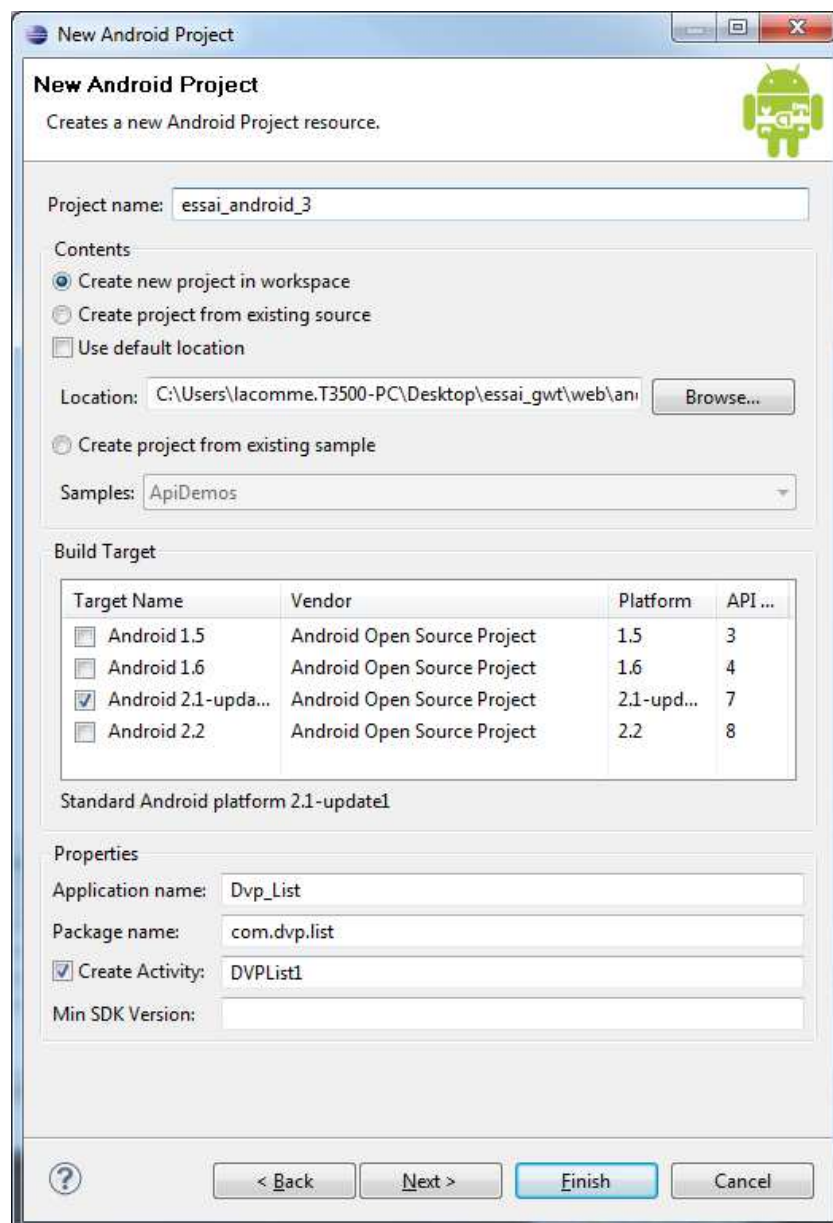 New Android Project
New Android Project
Creates a new Android Project resource.
Project name: essai_android_3
Contents
Create new project in workspace
Create project from existing source
Use default location
Location: C:\Users\lacomme.T3500-PC\Desktop\essai_gwt\web\an Browse...
Create project from existing sample
Samples: ApiDemos
Build Target
Target Name Vendor Platform API ...
Android 1.5 Android Open Source Project 1.5 3
Android 1.6 Android Open Source Project 1.6 4
Android 2.1-upda... Android Open Source Project 2.1-upd... 7
Android 2.2 Android Open Source Project 2.2 8
Standard Android platform 2.1-update1
Properties
Application name: Dvp_List
Package name: com.dvp.list
Create Activity: DVPList1
Min SDK Version:
? < Back Next > Finish Cancel